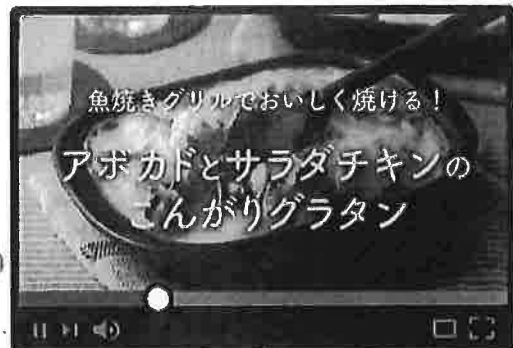 魚焼きグリルでおいしく焼ける！
アボカドとサラダチキンの
こんがりグラタン